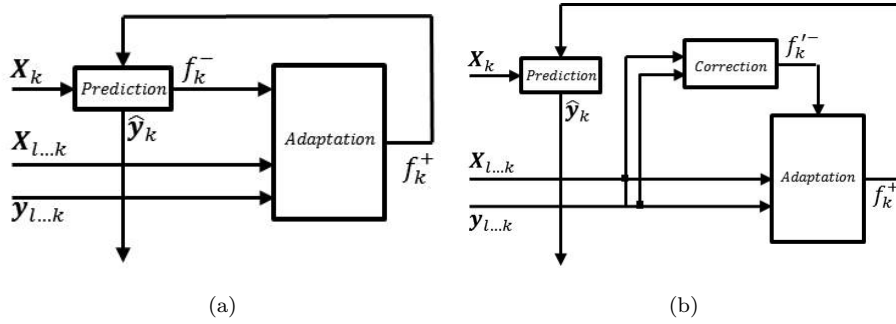 X_k
Prediction
f_k^-
ŷ_k
X_{l...k}
y_{l...k}
Adaptation
f_k^+
(a)
X_k
Prediction
ŷ_k
Correction
f_k'^-
X_{l...k}
y_{l...k}
Adaptation
f_k^+
(b)